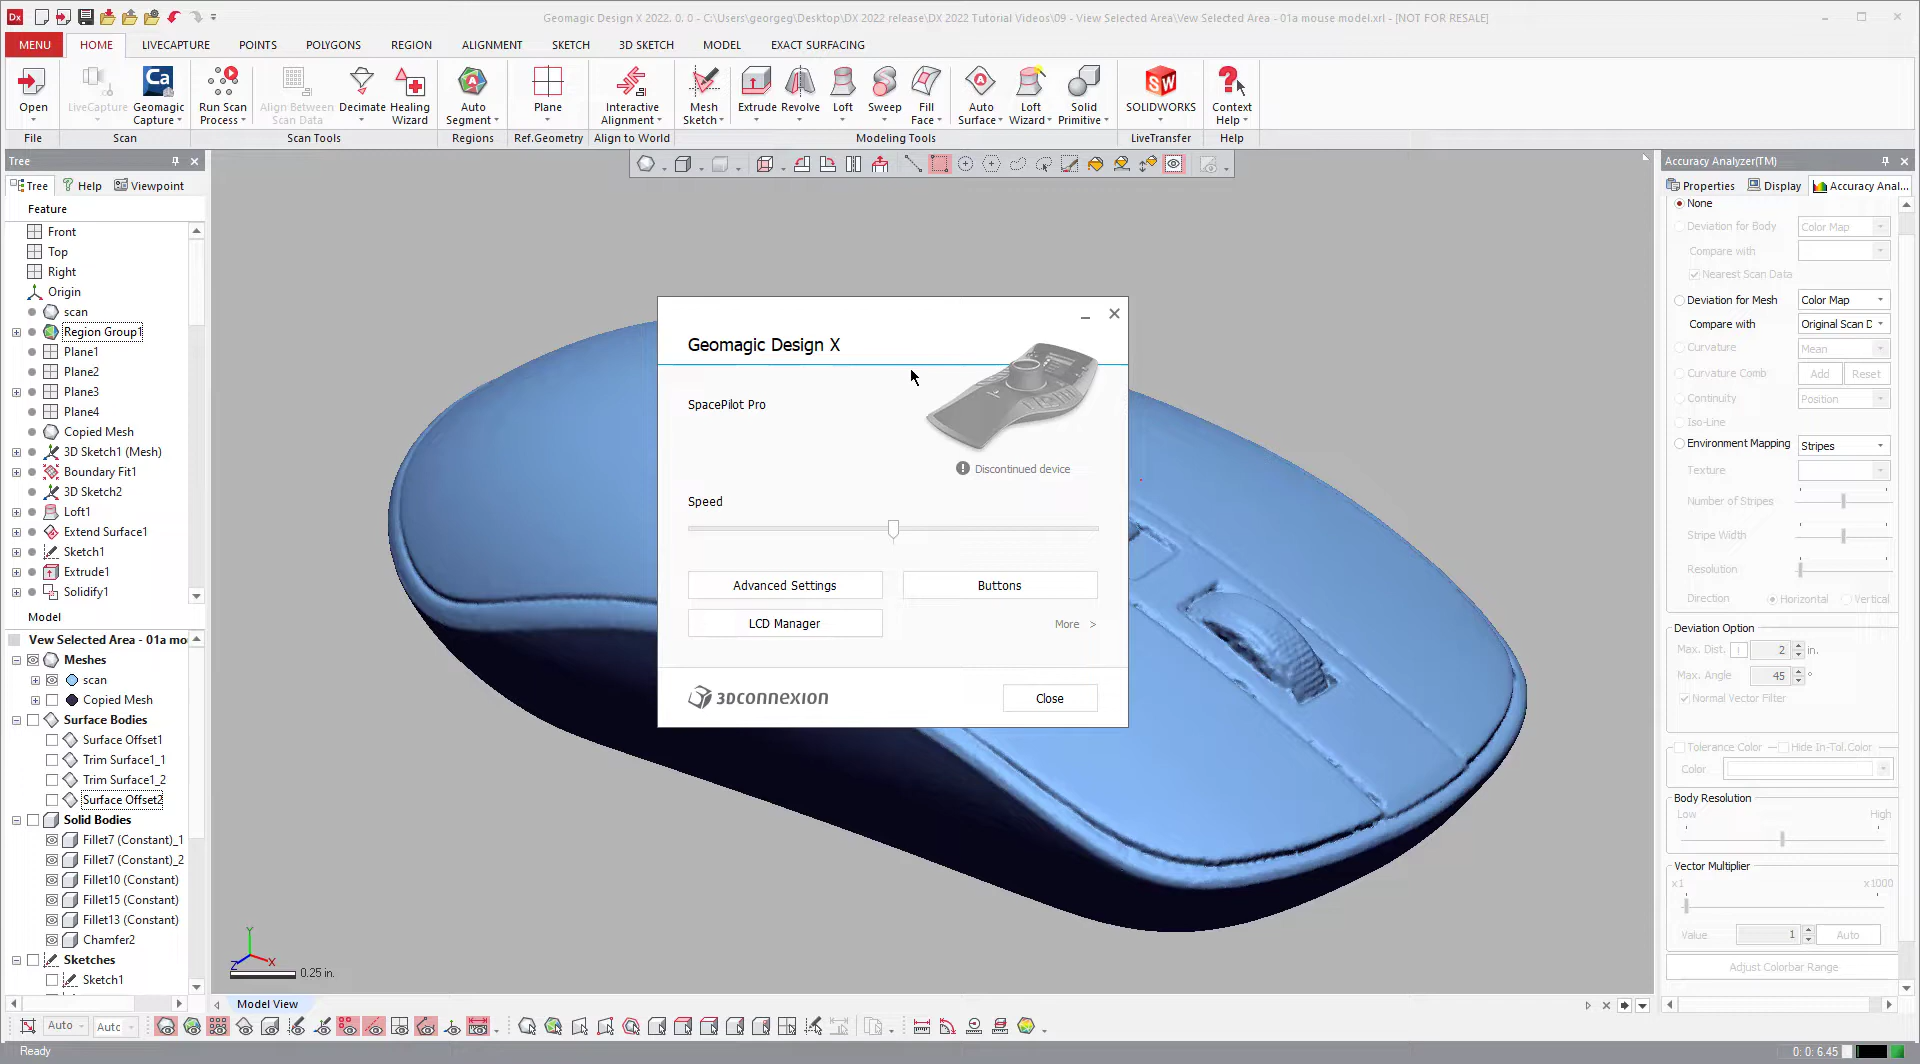 Geomagic Design X 2022. 0. 0 - C:\Users\georgeg\Desktop\DX 2022 release\DX 2022 Tutorial Videos\09 - View Selected Area\Vew Selected Area - 01a mouse model.xrl - [NOT FOR RESALE]
MENU HOME LIVECAPTURE POINTS POLYGONS REGION ALIGNMENT SKETCH 3D SKETCH MODEL EXACT SURFACING
Open
LiveCapture
Geomagic Capture
Run Scan Process
Align Between Scan Data
Decimate
Healing Wizard
Auto Segment
Plane
Interactive Alignment
Mesh Sketch
Extrude
Revolve
Loft
Sweep
Fill Face
Auto Surface
Loft Wizard
Solid Primitive
SOLIDWORKS
Context Help
File Scan Scan Tools Regions Ref.Geometry Align to World Modeling Tools LiveTransfer Help
Tree
Tree Help Viewpoint
Feature
Front
Top
Right
Origin
scan
Region Group1
Plane1
Plane2
Plane3
Plane4
Copied Mesh
3D Sketch1 (Mesh)
Boundary Fit1
3D Sketch2
Loft1
Extend Surface1
Sketch1
Extrude1
Solidify1
Model
Vew Selected Area - 01a mo
Meshes
scan
Copied Mesh
Surface Bodies
Surface Offset1
Trim Surface1_1
Trim Surface1_2
Surface Offset2
Solid Bodies
Fillet7 (Constant)_1
Fillet7 (Constant)_2
Fillet10 (Constant)
Fillet15 (Constant)
Fillet13 (Constant)
Chamfer2
Sketches
Sketch1
Geomagic Design X
SpacePilot Pro
Discontinued device
Speed
Advanced Settings Buttons
LCD Manager More >
3DCONNEXION Close
Y
Z X
0.25 in.
Model View
Auto Auto
Ready
Accuracy Analyzer(TM)
Properties Display Accuracy Anal...
None
Deviation for Body Color Map
Compare with
Nearest Scan Data
Deviation for Mesh Color Map
Compare with Original Scan D
Curvature Mean
Curvature Comb Add Reset
Continuity Position
Iso-Line
Environment Mapping Stripes
Texture
Number of Stripes
Stripe Width
Resolution
Direction Horizontal Vertical
Deviation Option
Max. Dist. 2 in.
Max. Angle 45 °
Normal Vector Filter
Tolerance Color Hide In-Tol.Color
Color
Body Resolution
Low High
Vector Multiplier
x1 x1000
Value 1 Auto
Adjust Colorbar Range
0: 0: 6.45